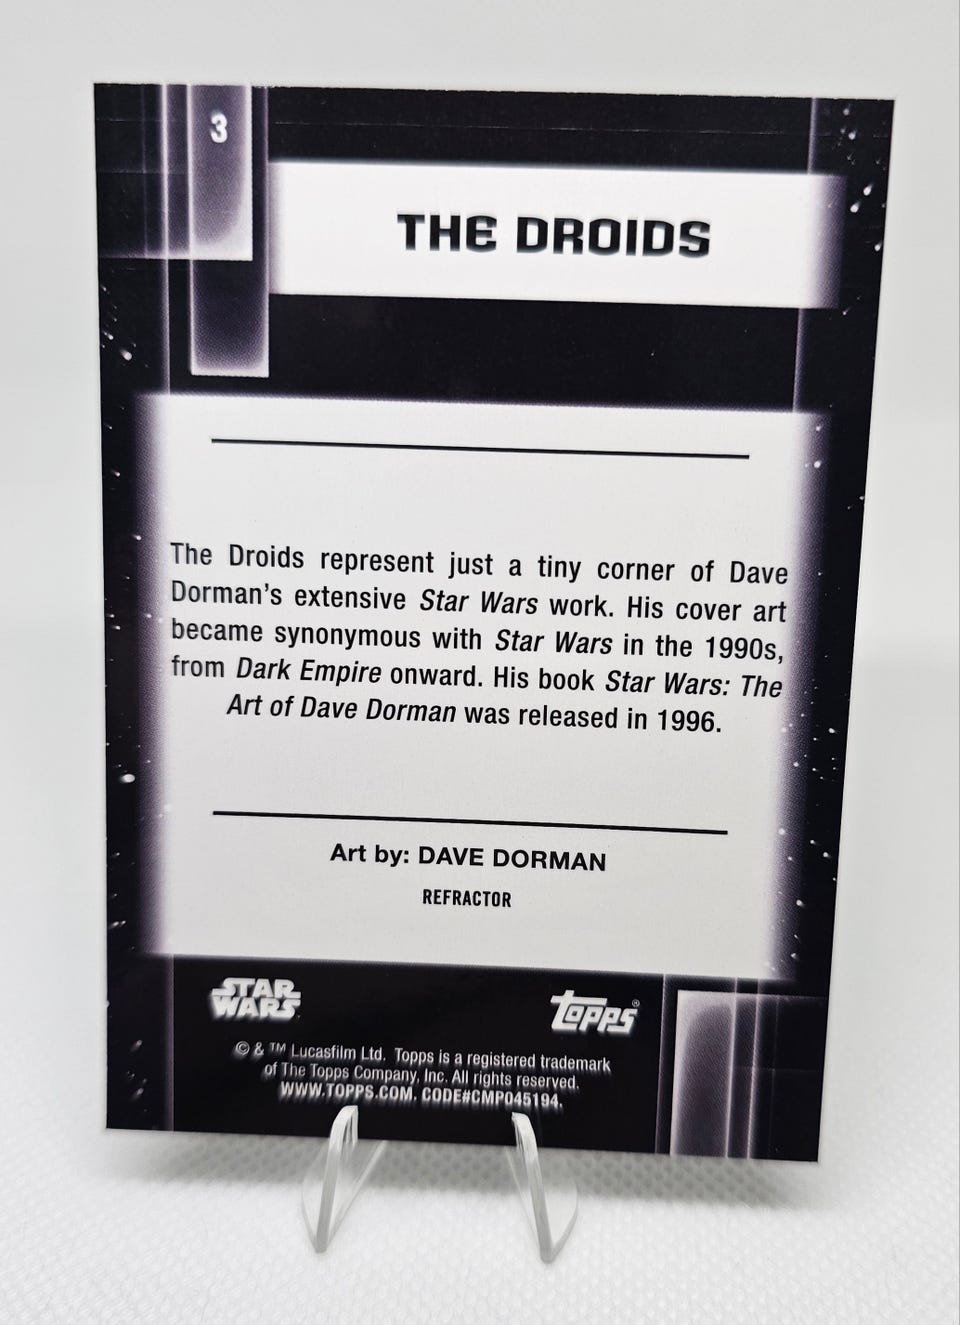 3
THE DROIDS
The Droids represent just a tiny corner of Dave
Dorman's extensive Star Wars work. His cover art
became synonymous with Star Wars in the 1990s,
from Dark Empire onward. His book Star Wars: The
Art of Dave Dorman was released in 1996.
Art by: DAVE DORMAN
REFRACTOR
STAR
WARS
topps®
© & ™ Lucasfilm Ltd. Topps is a registered trademark
of The Topps Company, Inc. All rights reserved.
WWW.TOPPS.COM. CODE#CMP045194.